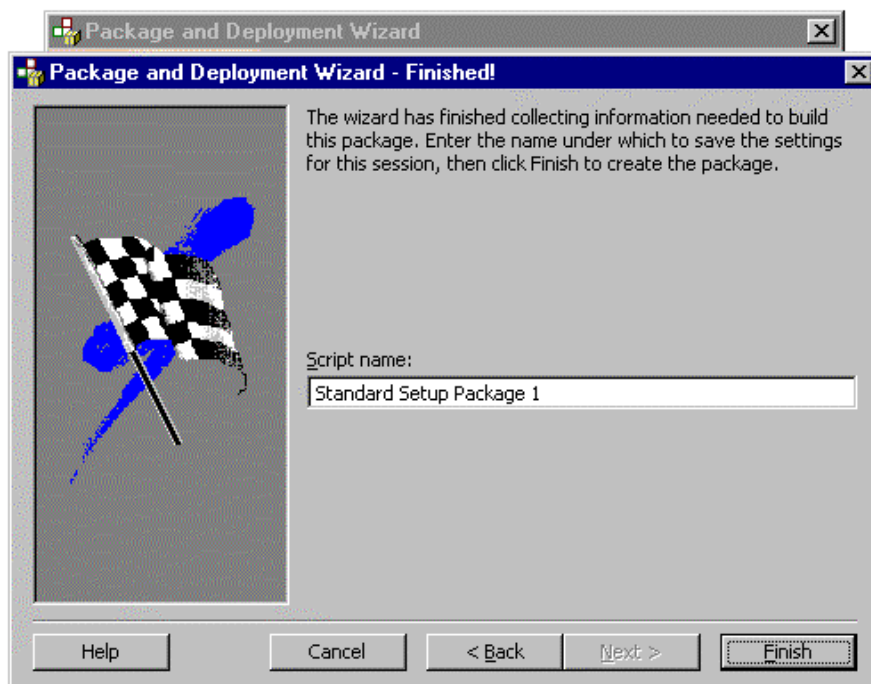 Package and Deployment Wizard
Package and Deployment Wizard - Finished!
The wizard has finished collecting information needed to build
this package. Enter the name under which to save the settings
for this session, then click Finish to create the package.
Script name:
Standard Setup Package 1
Help
Cancel
< Back
Next >
Finish